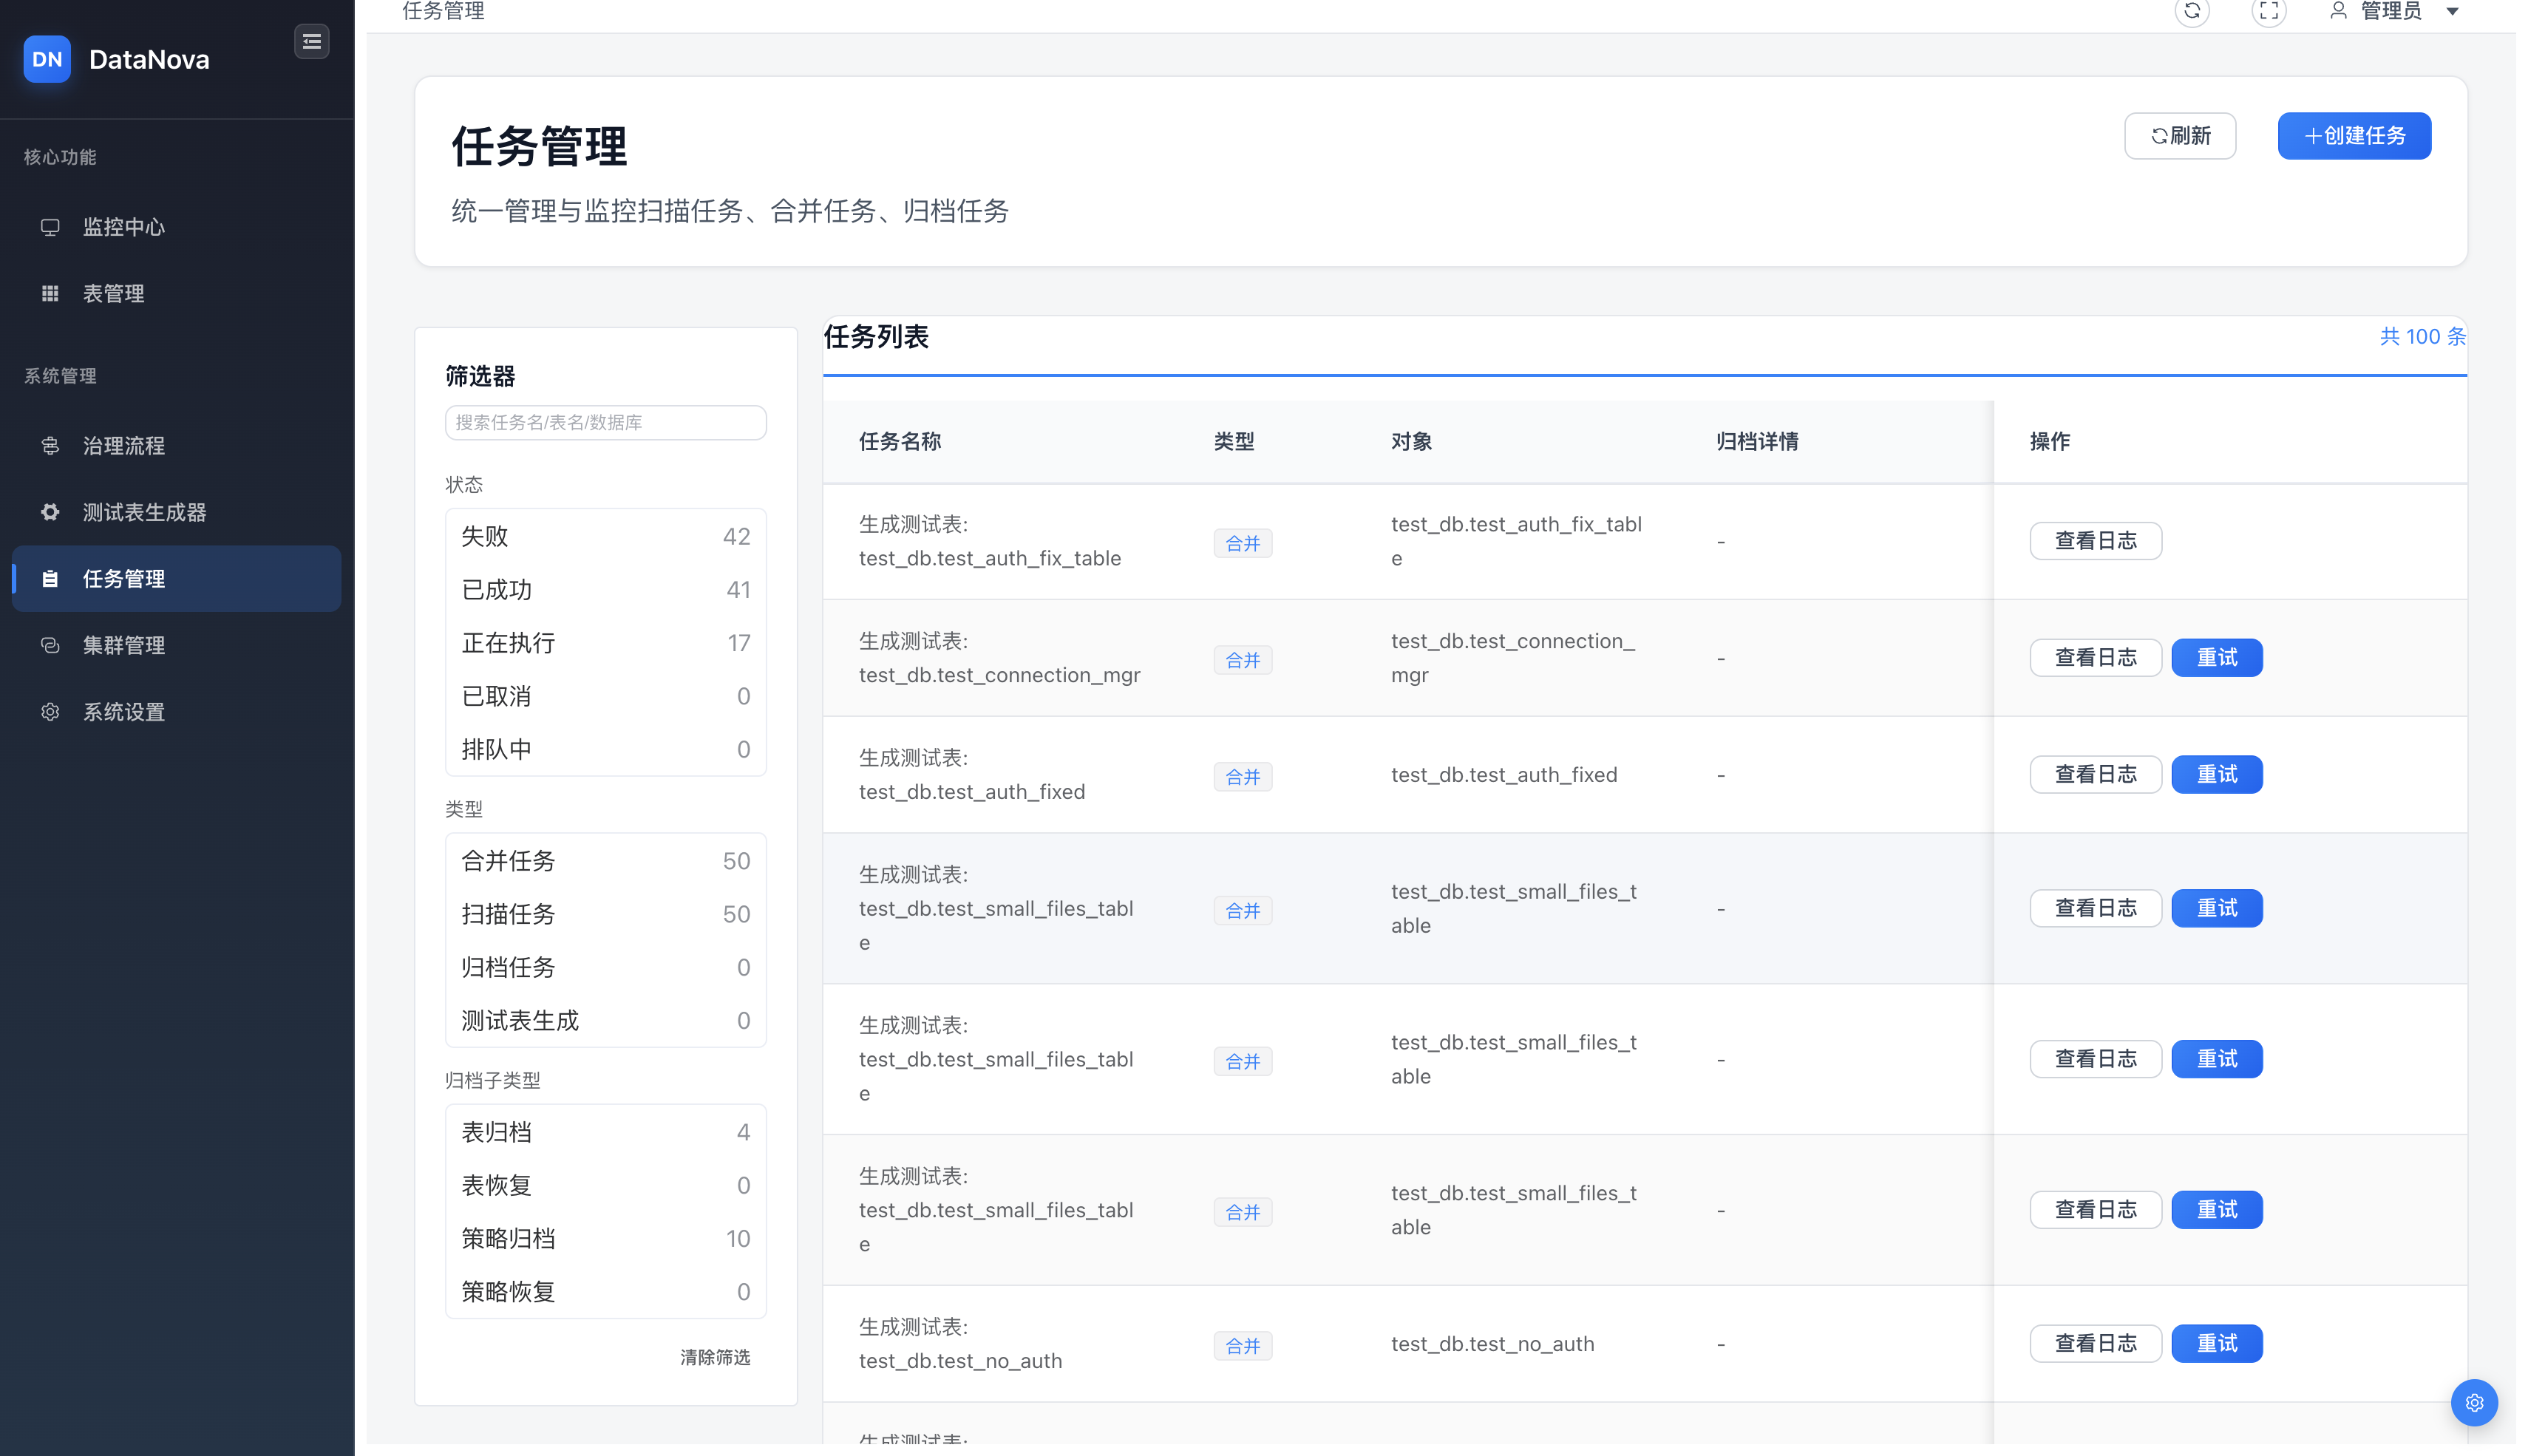 DN DataNova
核心功能
监控中心
表管理
系统管理
治理流程
测试表生成器
任务管理
集群管理
系统设置
任务管理
管理员
任务管理
统一管理与监控扫描任务、合并任务、归档任务
刷新
创建任务
筛选器
搜索任务名/表名/数据库
状态
失败 42
已成功 41
正在执行 17
已取消 0
排队中 0
类型
合并任务 50
扫描任务 50
归档任务 0
测试表生成 0
归档子类型
表归档 4
表恢复 0
策略归档 10
策略恢复 0
清除筛选
任务列表 共 100 条
任务名称 类型 对象 归档详情 操作
生成测试表:
test_db.test_auth_fix_table
合并
test_db.test_auth_fix_tabl
e
-
查看日志
生成测试表:
test_db.test_connection_mgr
合并
test_db.test_connection_
mgr
-
查看日志 重试
生成测试表:
test_db.test_auth_fixed
合并
test_db.test_auth_fixed
-
查看日志 重试
生成测试表:
test_db.test_small_files_tabl
e
合并
test_db.test_small_files_t
able
-
查看日志 重试
生成测试表:
test_db.test_small_files_tabl
e
合并
test_db.test_small_files_t
able
-
查看日志 重试
生成测试表:
test_db.test_small_files_tabl
e
合并
test_db.test_small_files_t
able
-
查看日志 重试
生成测试表:
test_db.test_no_auth
合并
test_db.test_no_auth
-
查看日志 重试
生成测试表: